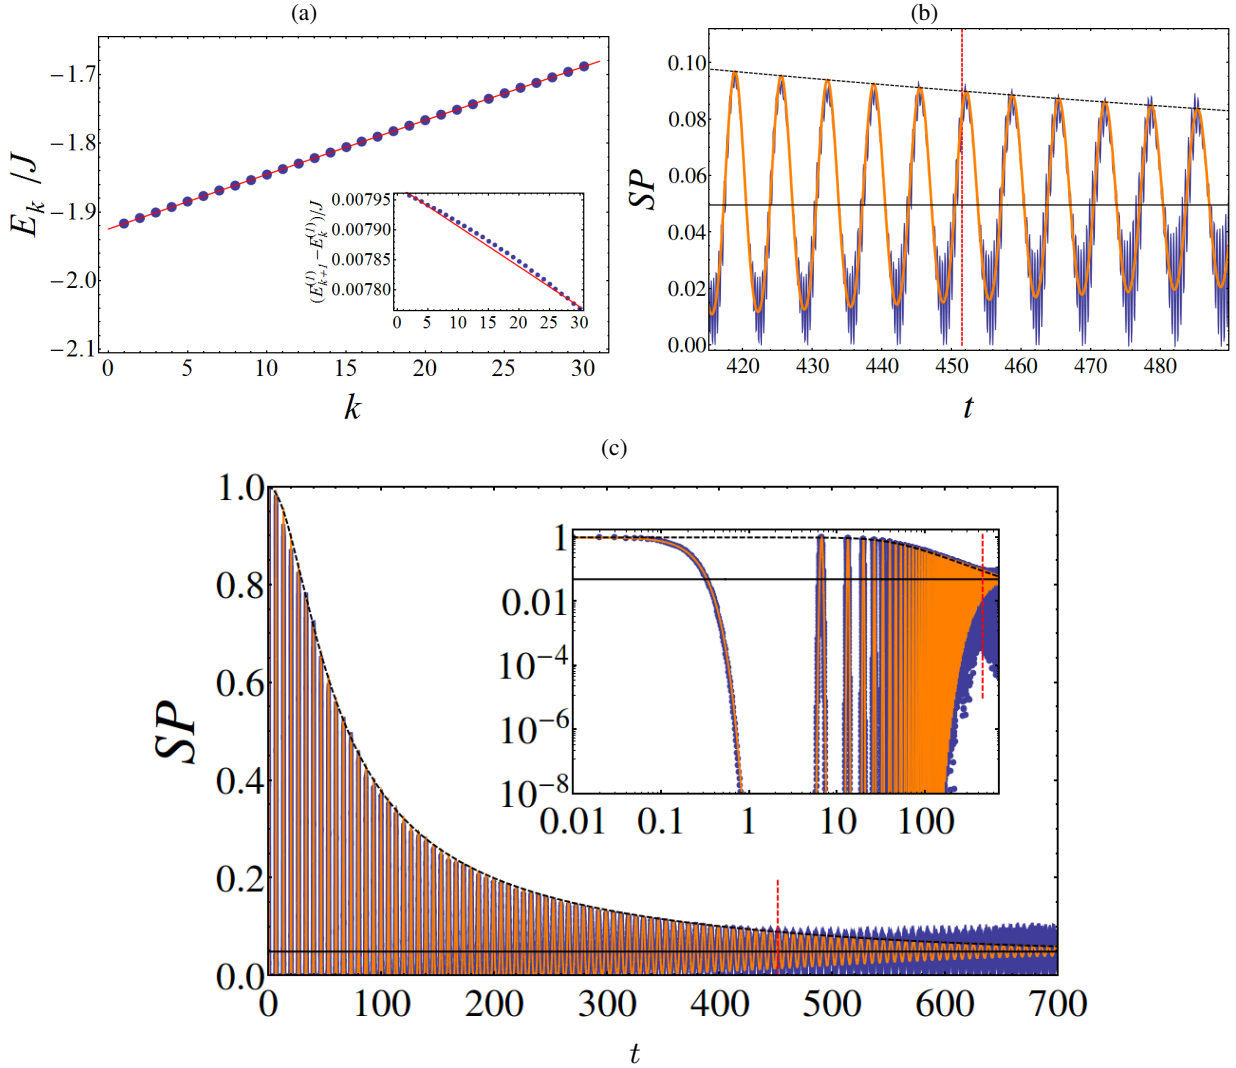 (a)
(b)
E_k /J
−1.7
−1.8
−1.9
−2.0
−2.1
0 5 10 15 20 25 30
k
(E_{k+1}^{(I)} − E_k^{(I)})/J
0.00795
0.00790
0.00785
0.00780
0 5 10 15 20 25 30
SP
0.10
0.08
0.06
0.04
0.02
0.00
420 430 440 450 460 470 480
t
(c)
SP
1.0
0.8
0.6
0.4
0.2
0.0
0 100 200 300 400 500 600 700
t
1
0.01
10^{−4}
10^{−6}
10^{−8}
0.01 0.1 1 10 100